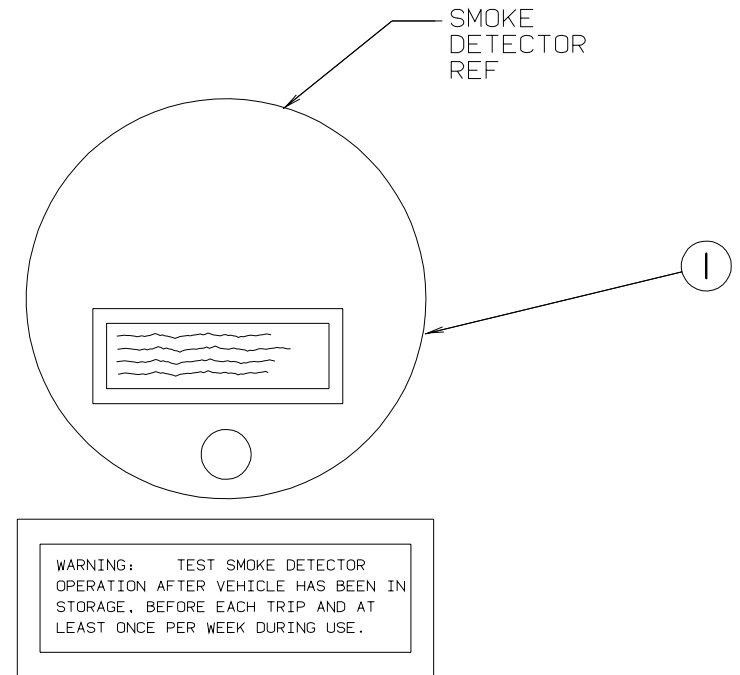 SMOKE
DETECTOR
REF
1
WARNING: TEST SMOKE DETECTOR
OPERATION AFTER VEHICLE HAS BEEN IN
STORAGE, BEFORE EACH TRIP AND AT
LEAST ONCE PER WEEK DURING USE.